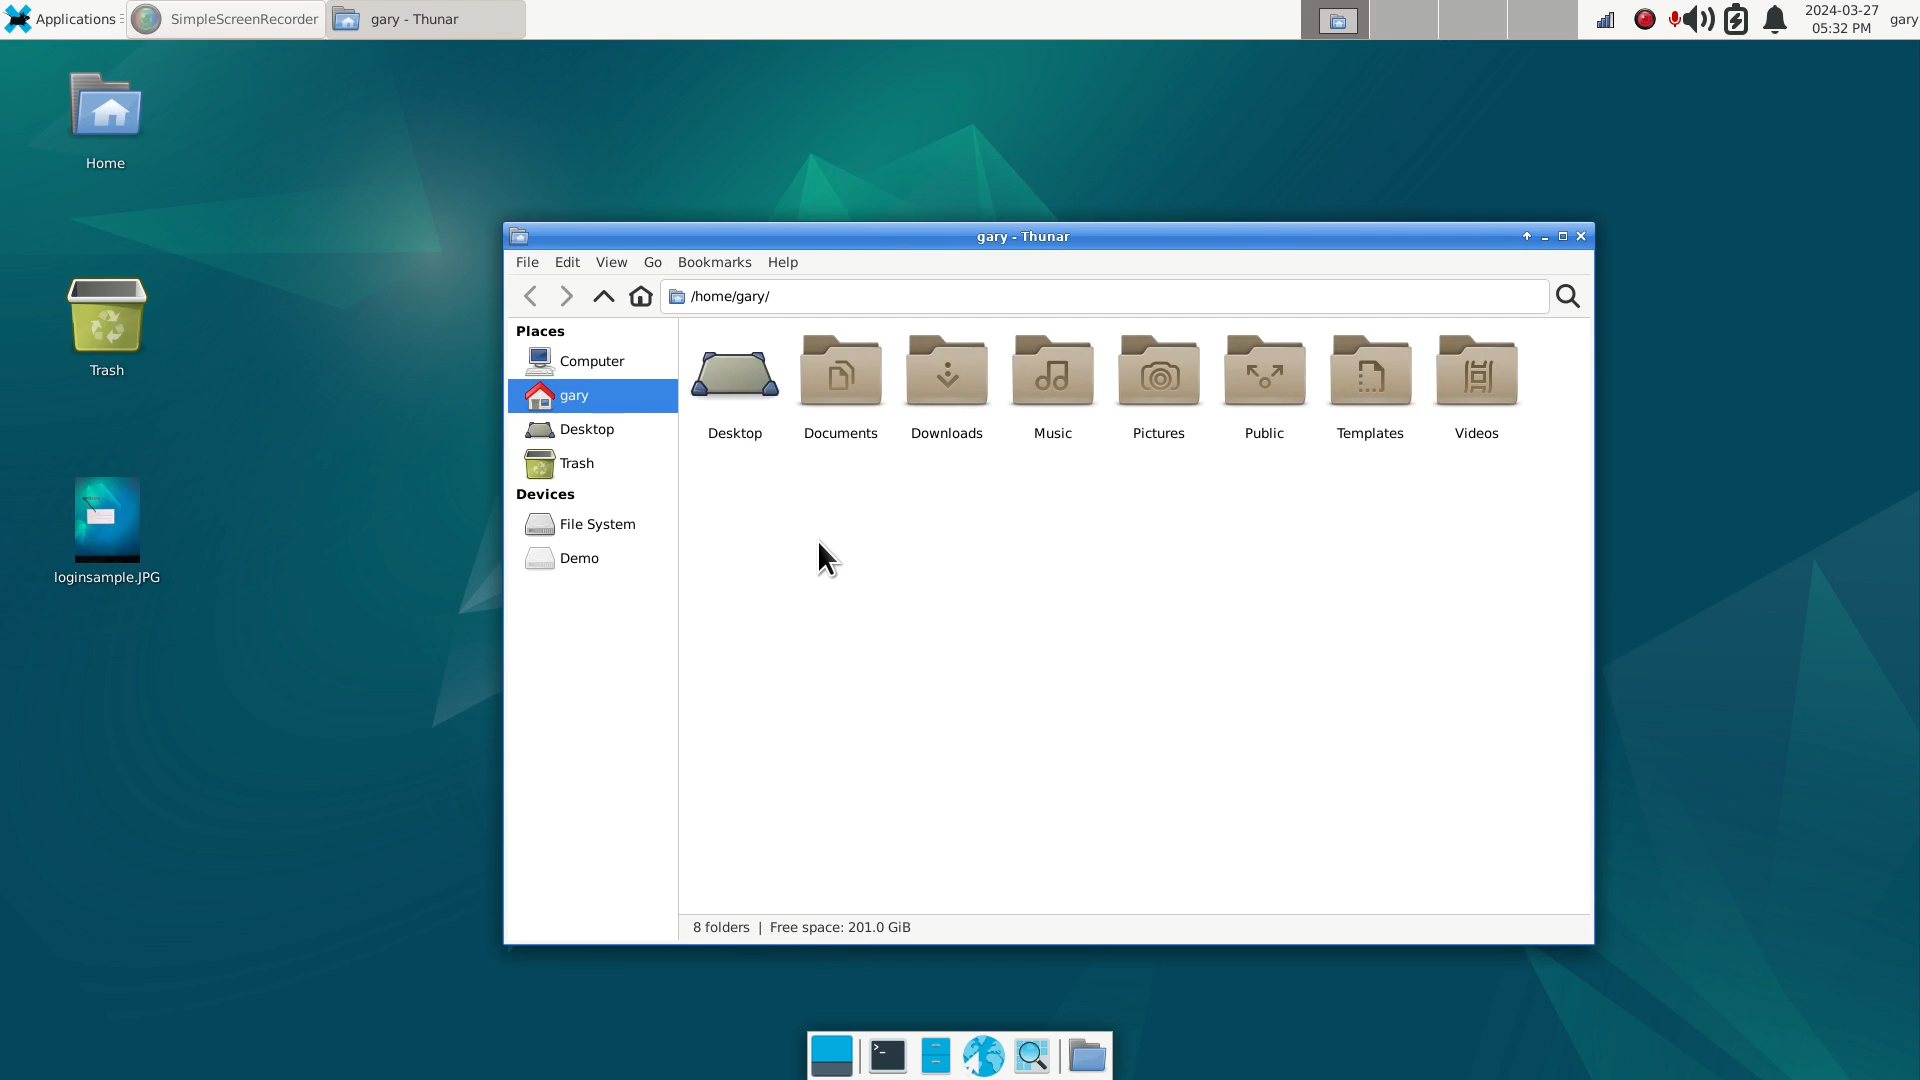 Applications
SimpleScreenRecorder
gary - Thunar
2024-03-27
05:32 PM
gary
Home
Trash
loginsample.JPG
gary - Thunar
File Edit View Go Bookmarks Help
/home/gary/
Places
Computer
gary
Desktop
Trash
Devices
File System
Demo
Desktop
Documents
Downloads
Music
Pictures
Public
Templates
Videos
8 folders | Free space: 201.0 GiB